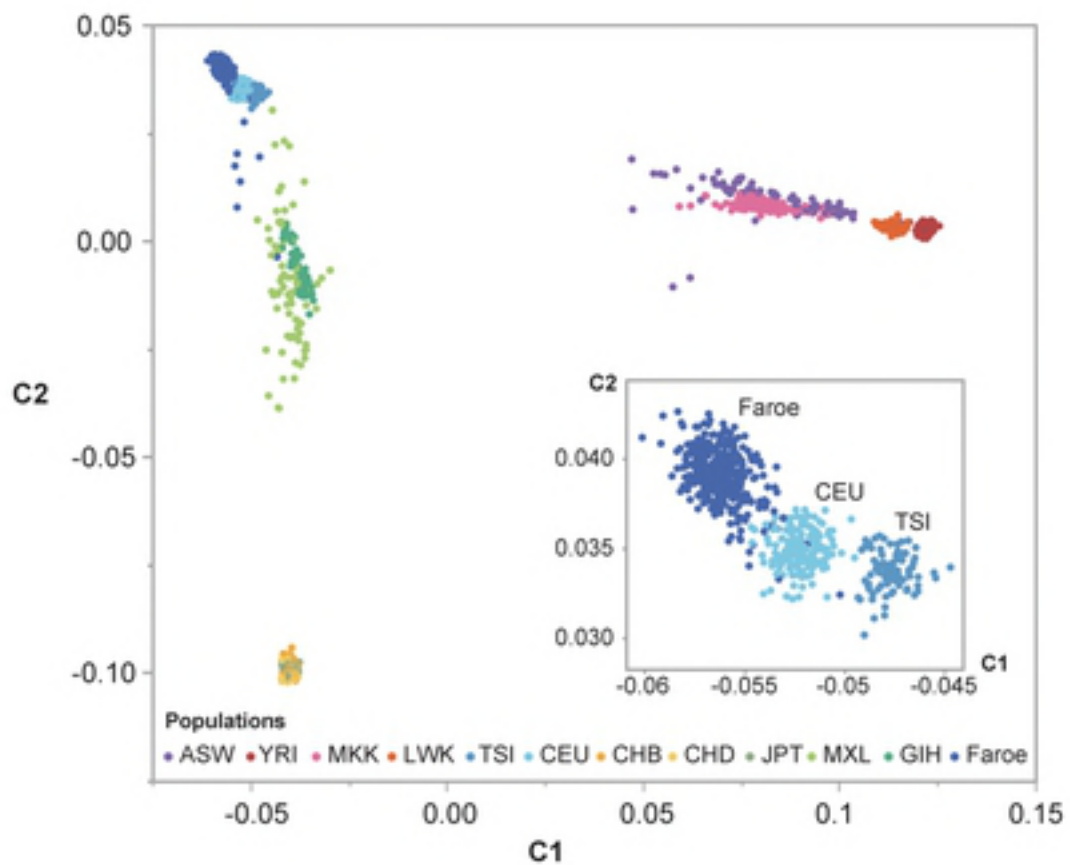 0.05
0.00
C2
-0.05
-0.10
C2
Faroe
CEU
TSI
0.040
0.035
0.030
C1
-0.06 -0.055 -0.05 -0.045
Populations
ASW YRI MKK LWK TSI CEU CHB CHD JPT MXL GIH Faroe
-0.05 0.00 0.05 0.1 0.15
C1